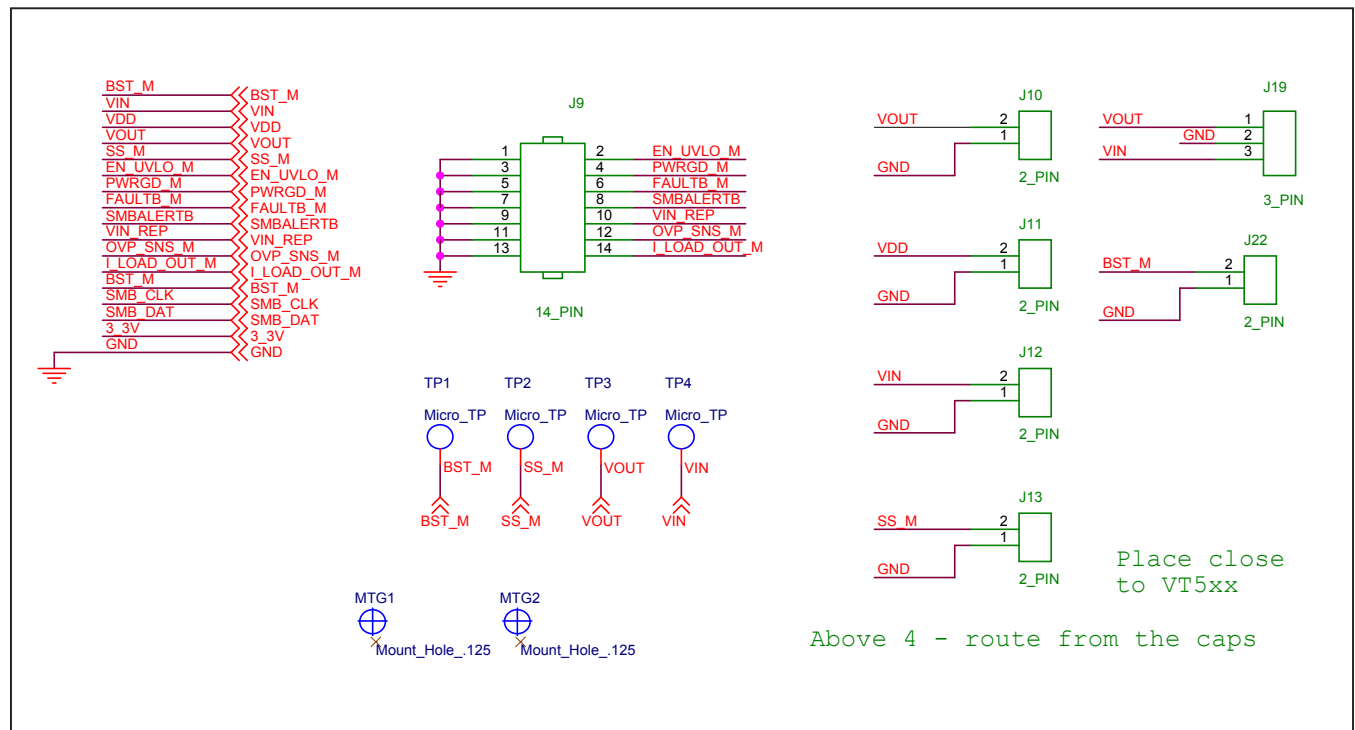 BST_M BST_M
VIN VIN
VDD VDD
VOUT VOUT
SS_M SS_M
EN_UVLO_M EN_UVLO_M
PWRGD_M PWRGD_M
FAULTB_M FAULTB_M
SMBALERTB SMBALERTB
VIN_REP VIN_REP
OVP_SNS_M OVP_SNS_M
I_LOAD_OUT_M I_LOAD_OUT_M
BST_M BST_M
SMB_CLK SMB_CLK
SMB_DAT SMB_DAT
3_3V 3_3V
GND GND
J9
1 2 EN_UVLO_M
3 4 PWRGD_M
5 6 FAULTB_M
7 8 SMBALERTB
9 10 VIN_REP
11 12 OVP_SNS_M
13 14 I_LOAD_OUT_M
14_PIN
J10
VOUT 2
1
GND
2_PIN
J19
VOUT 1
GND 2
VIN 3
3_PIN
J11
VDD 2
1
GND
2_PIN
J22
BST_M 2
1
GND
2_PIN
J12
VIN 2
1
GND
2_PIN
J13
SS_M 2
1
GND
2_PIN
TP1 TP2 TP3 TP4
Micro_TP Micro_TP Micro_TP Micro_TP
BST_M SS_M VOUT VIN
BST_M SS_M VOUT VIN
MTG1 MTG2
Mount_Hole_.125 Mount_Hole_.125
Place close
to VT5xx
Above 4 - route from the caps